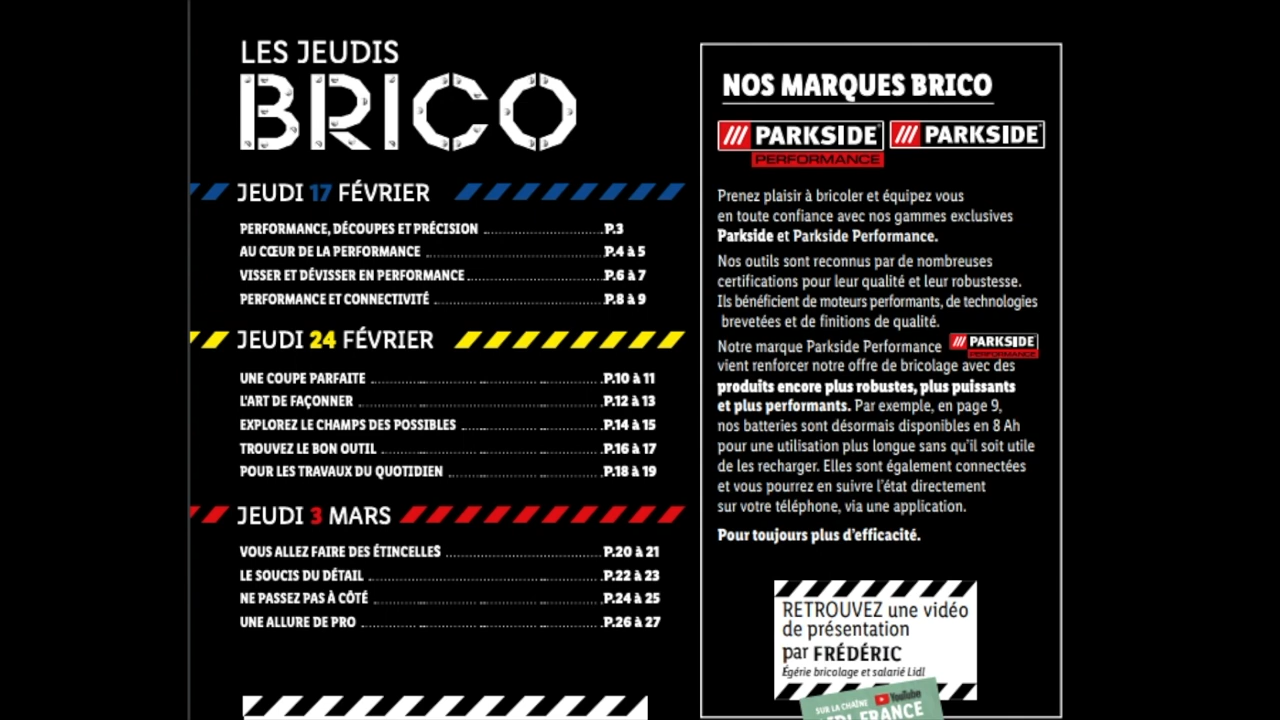 LES JEUDIS
BRICO
JEUDI 17 FÉVRIER
PERFORMANCE, DÉCOUPES ET PRÉCISION P.3
AU CŒUR DE LA PERFORMANCE P.4 à 5
VISSER ET DÉVISSER EN PERFORMANCE P.6 à 7
PERFORMANCE ET CONNECTIVITÉ P.8 à 9
JEUDI 24 FÉVRIER
UNE COUPE PARFAITE P.10 à 11
L'ART DE FAÇONNER P.12 à 13
EXPLOREZ LE CHAMPS DES POSSIBLES P.14 à 15
TROUVEZ LE BON OUTIL P.16 à 17
POUR LES TRAVAUX DU QUOTIDIEN P.18 à 19
JEUDI 3 MARS
VOUS ALLEZ FAIRE DES ÉTINCELLES P.20 à 21
LE SOUCIS DU DÉTAIL P.22 à 23
NE PASSEZ PAS À CÔTÉ P.24 à 25
UNE ALLURE DE PRO P.26 à 27
NOS MARQUES BRICO
PARKSIDE® PARKSIDE®
PERFORMANCE
Prenez plaisir à bricoler et équipez vous
en toute confiance avec nos gammes exclusives
Parkside et Parkside Performance.
Nos outils sont reconnus par de nombreuses
certifications pour leur qualité et leur robustesse.
Ils bénéficient de moteurs performants, de technologies
brevetées et de finitions de qualité.
Notre marque Parkside Performance PARKSIDE
PERFORMANCE
vient renforcer notre offre de bricolage avec des
produits encore plus robustes, plus puissants
et plus performants. Par exemple, en page 9,
nos batteries sont désormais disponibles en 8 Ah
pour une utilisation plus longue sans qu'il soit utile
de les recharger. Elles sont également connectées
et vous pourrez en suivre l'état directement
sur votre téléphone, via une application.
Pour toujours plus d'efficacité.
RETROUVEZ une vidéo
de présentation
par FRÉDÉRIC
Égérie bricolage et salarié Lidl
SUR LA CHAÎNE YouTube
LIDL FRANCE